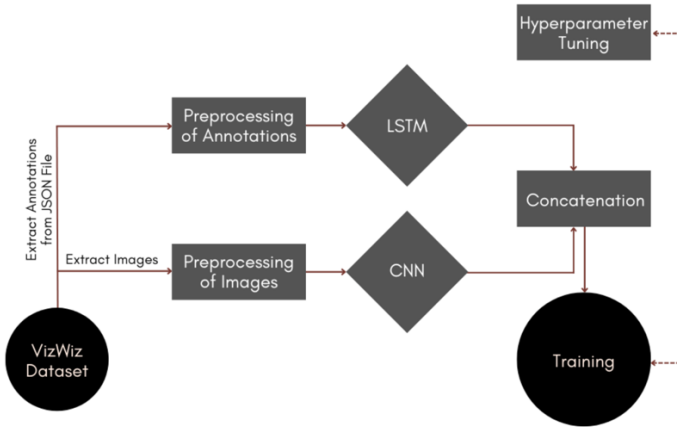 Hyperparameter
Tuning
Preprocessing
of Annotations
LSTM
Extract Annotations
from JSON File
Concatenation
Extract Images
Preprocessing
of Images
CNN
VizWiz
Dataset
Training